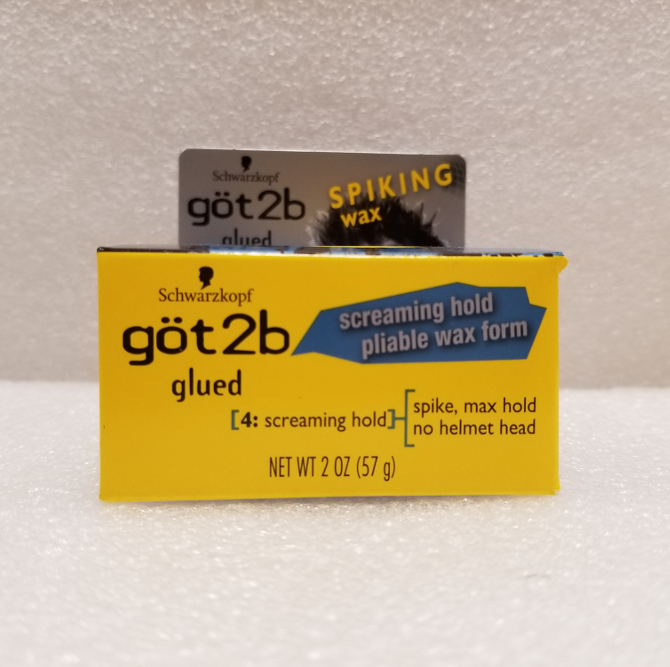 Schwarzkopf
göt2b
glued
SPIKING
wax
Schwarzkopf
göt2b
glued
screaming hold
pliable wax form
[4: screaming hold]
spike, max hold
no helmet head
NET WT 2 OZ (57 g)